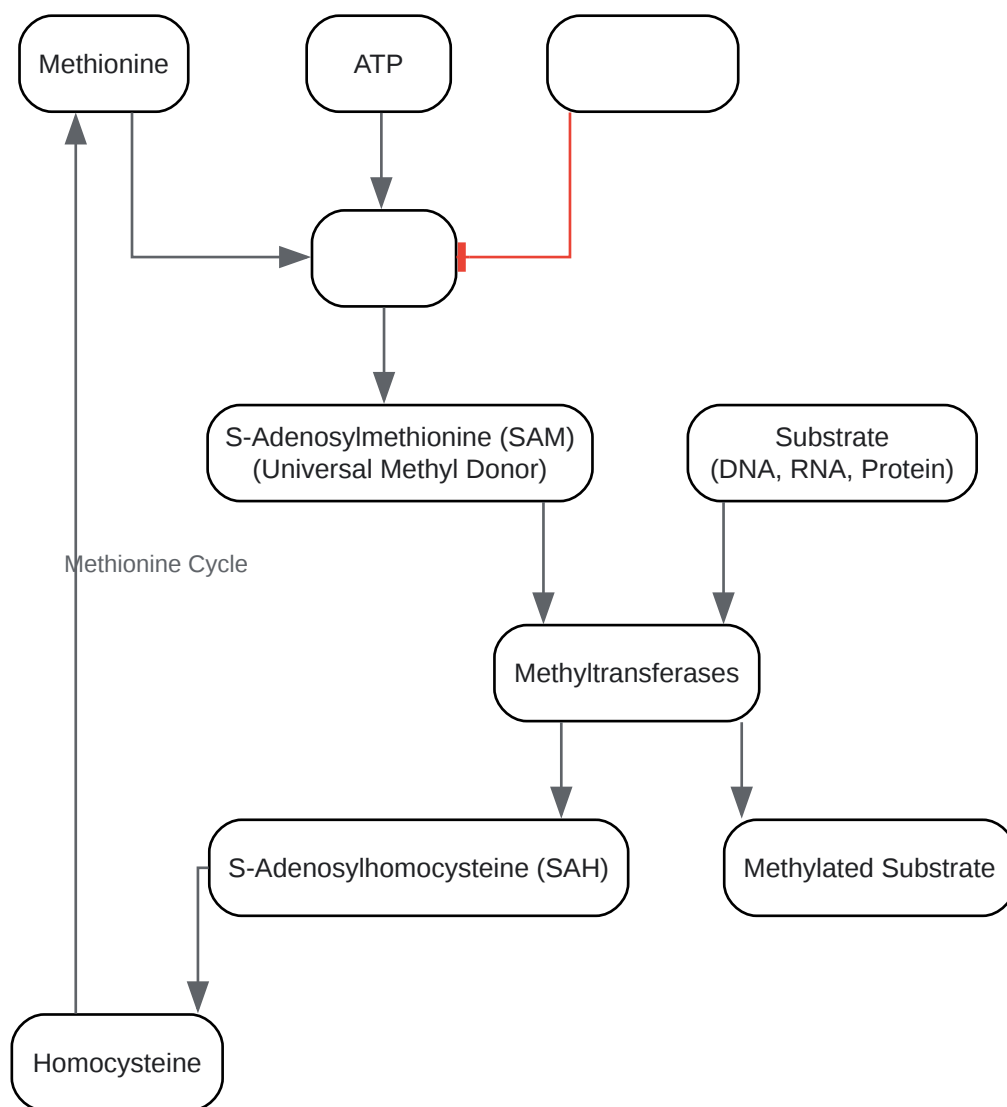 Methionine
ATP
S-Adenosylmethionine (SAM)
(Universal Methyl Donor)
Substrate
(DNA, RNA, Protein)
Methionine Cycle
Methyltransferases
S-Adenosylhomocysteine (SAH)
Methylated Substrate
Homocysteine